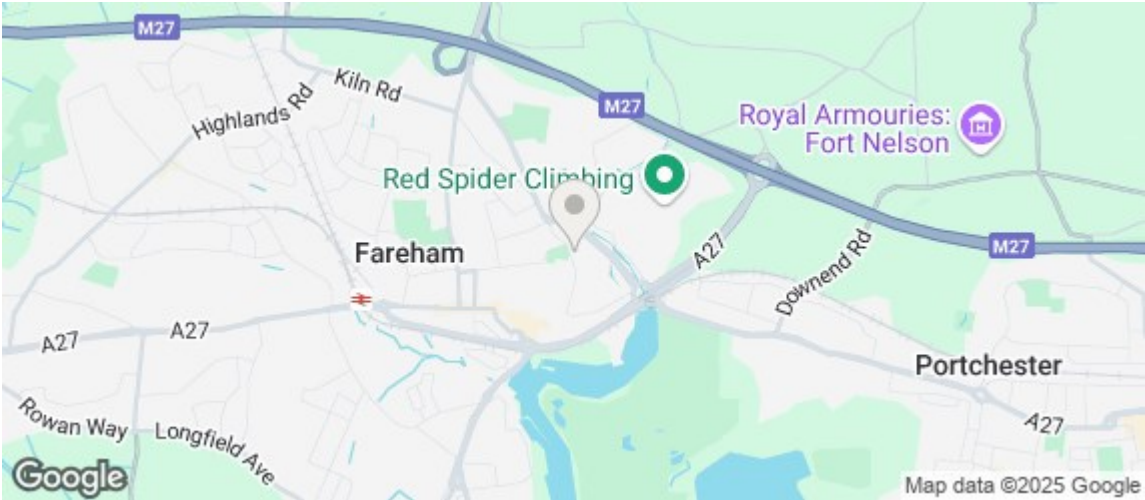 M27
Kiln Rd
Highlands Rd
M27
Royal Armouries:
Fort Nelson
Red Spider Climbing
Fareham
A27
M27
Downend Rd
A27
A27
Portchester
Rowan Way
Longfield Ave
A27
Google
Map data ©2025 Google